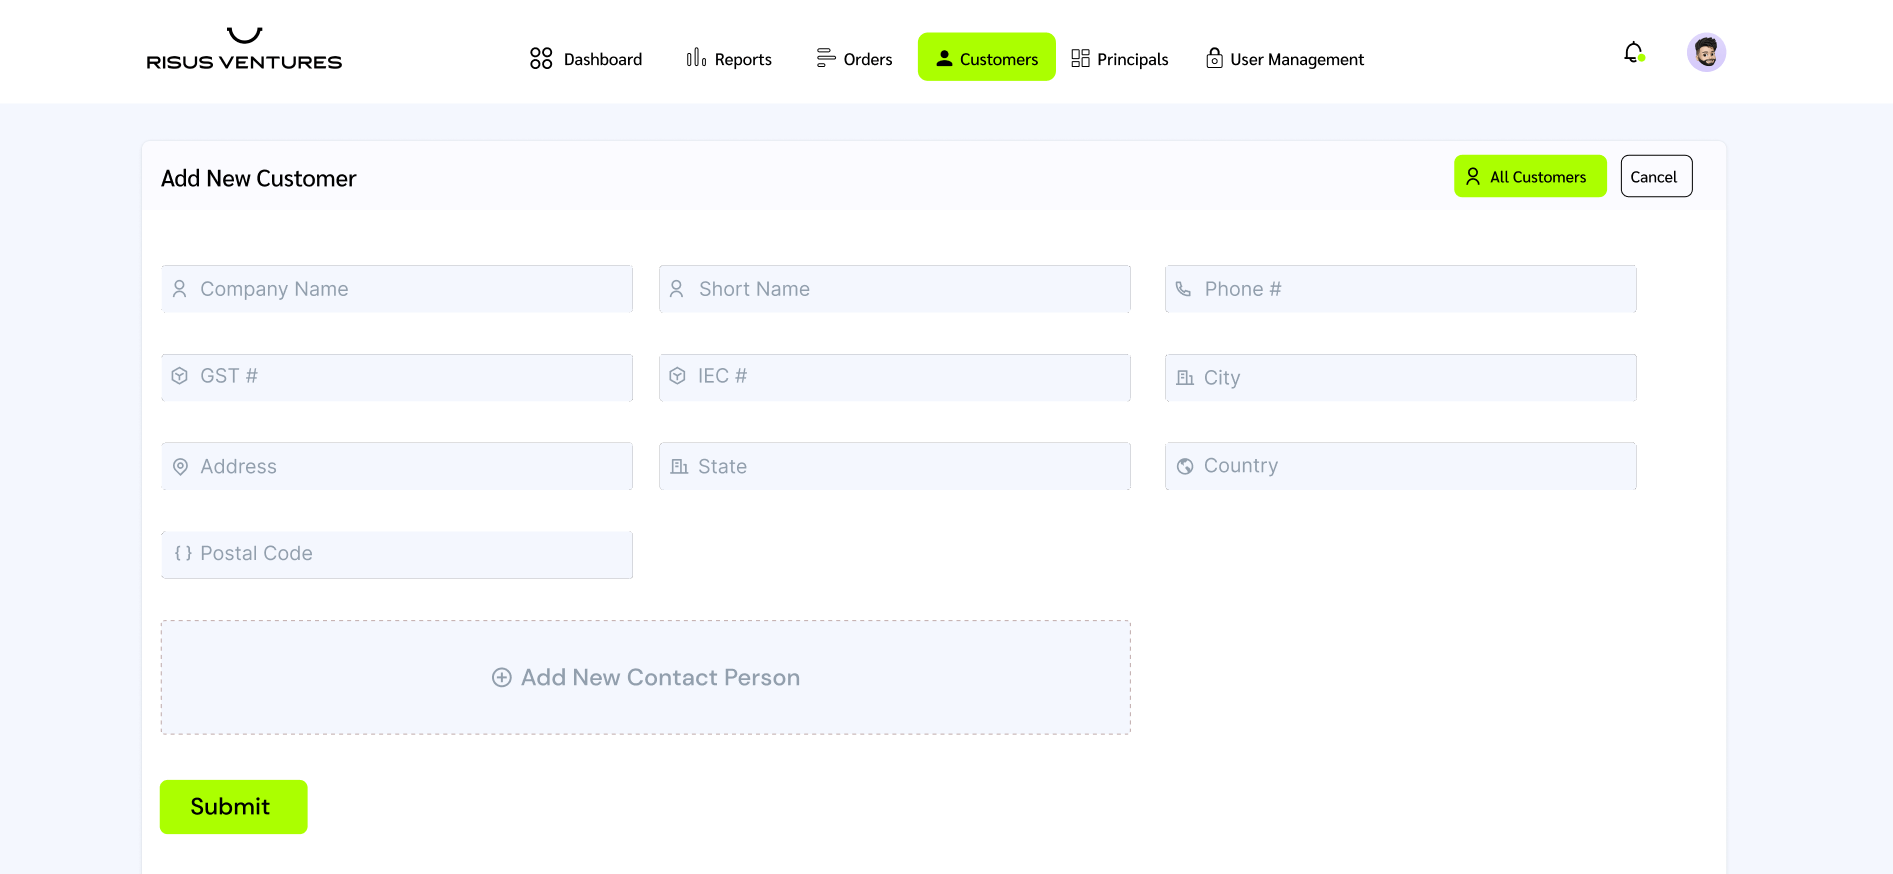 RISUS VENTURES
Dashboard
Reports
Orders
Customers
Principals
User Management
Add New Customer
All Customers
Cancel
Company Name
Short Name
Phone #
GST #
IEC #
City
Address
State
Country
{ } Postal Code
Add New Contact Person
Submit